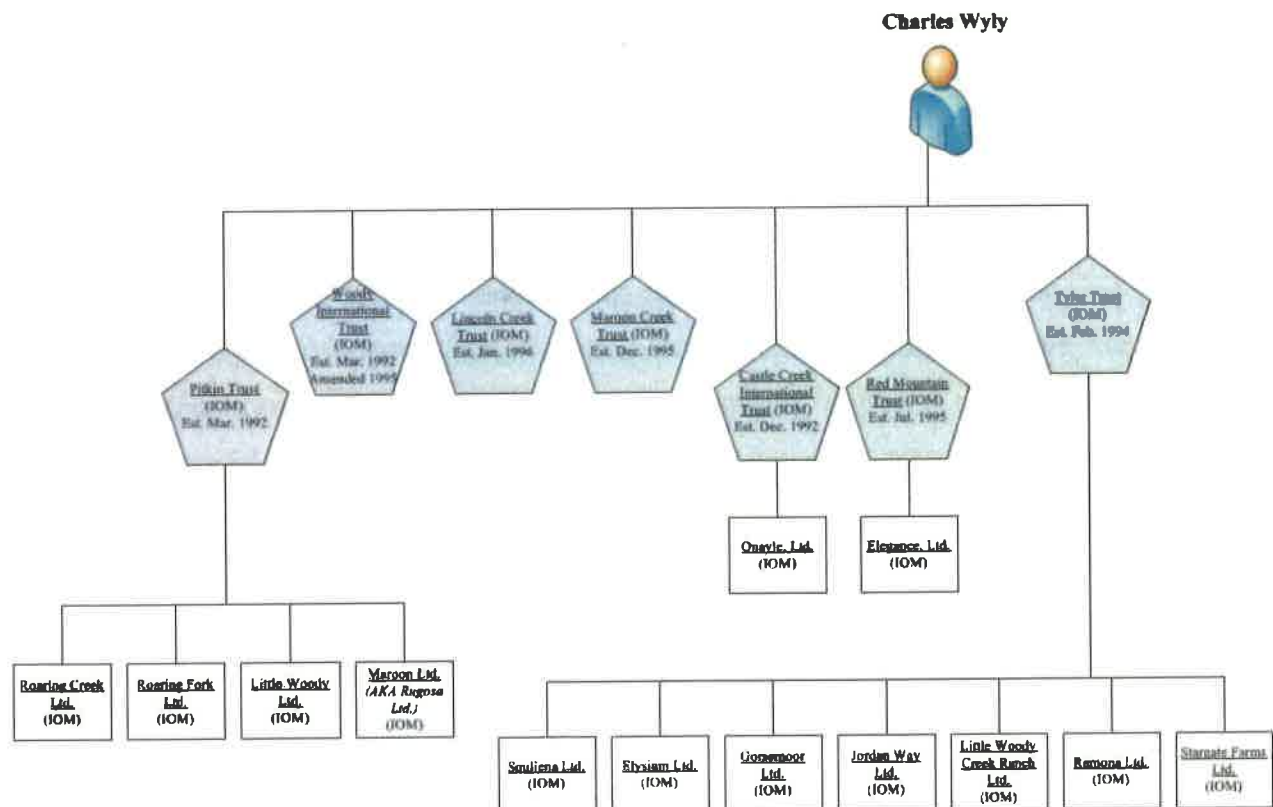 Charles Wyly
Woody
International
Trust
(IOM)
Est. Mar. 1992
Amended 1995
Lincoln Creek
Trust (IOM)
Est. Jan. 1996
Maroon Creek
Trust (IOM)
Est. Dec. 1995
Tyler Trust
(IOM)
Est. Feb. 1994
Pitkin Trust
(IOM)
Est. Mar. 1992
Castle Creek
International
Trust (IOM)
Est. Dec. 1992
Red Mountain
Trust (IOM)
Est. Jul. 1995
Quayle, Ltd.
(IOM)
Elegance, Ltd.
(IOM)
Roaring Creek
Ltd.
(IOM)
Roaring Fork
Ltd.
(IOM)
Little Woody
Ltd.
(IOM)
Maroon Ltd.
(AKA Rugosa
Ltd.)
(IOM)
Souliena Ltd.
(IOM)
Elysium Ltd.
(IOM)
Gorsemoor
Ltd.
(IOM)
Jordan Way
Ltd.
(IOM)
Little Woody
Creek Ranch
Ltd.
(IOM)
Ramona Ltd.
(IOM)
Stargate Farms
Ltd.
(IOM)